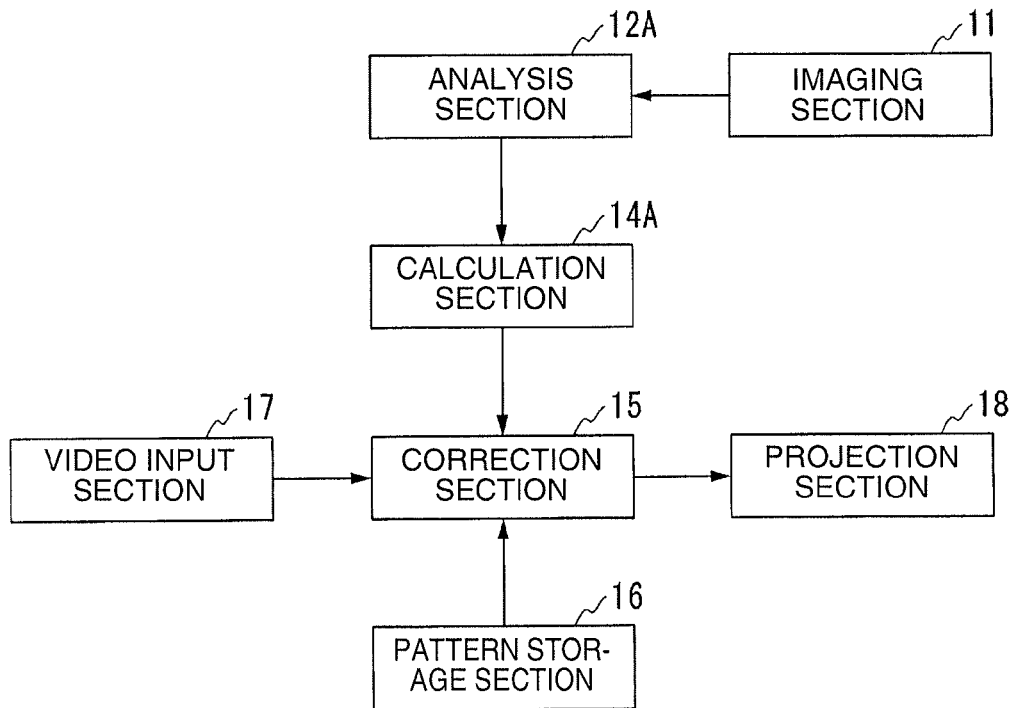 12A
11
ANALYSIS
SECTION
IMAGING
SECTION
14A
CALCULATION
SECTION
17
15
18
VIDEO INPUT
SECTION
CORRECTION
SECTION
PROJECTION
SECTION
16
PATTERN STOR-
AGE SECTION